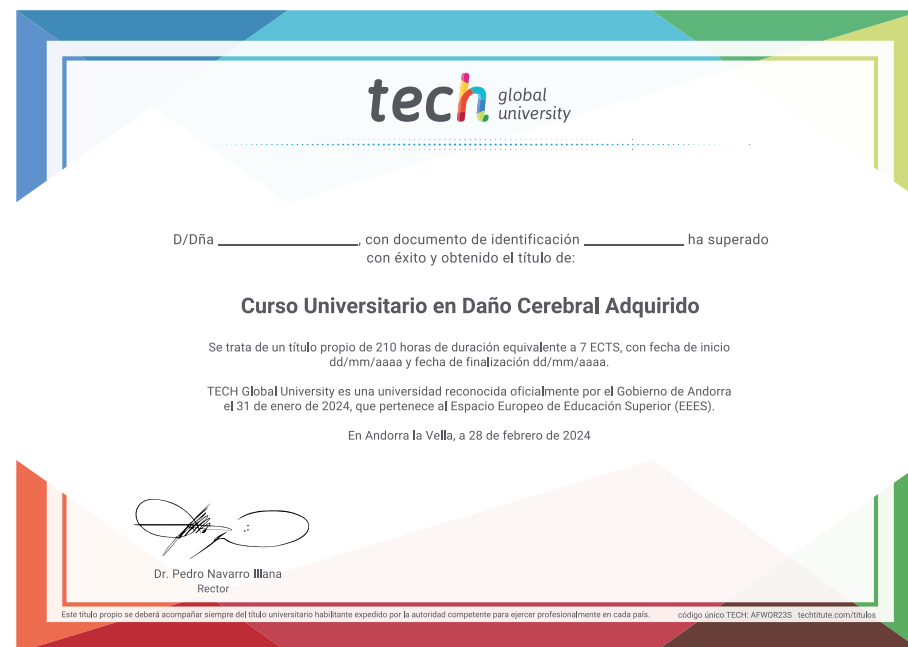 tech global university
D/Dña ____________________, con documento de identificación ______________ ha superado
con éxito y obtenido el título de:
Curso Universitario en Daño Cerebral Adquirido
Se trata de un título propio de 210 horas de duración equivalente a 7 ECTS, con fecha de inicio
dd/mm/aaaa y fecha de finalización dd/mm/aaaa.
TECH Global University es una universidad reconocida oficialmente por el Gobierno de Andorra
el 31 de enero de 2024, que pertenece al Espacio Europeo de Educación Superior (EEES).
En Andorra la Vella, a 28 de febrero de 2024
Dr. Pedro Navarro Illana
Rector
Este título propio se deberá acompañar siempre del título universitario habilitante expedido por la autoridad competente para ejercer profesionalmente en cada país. código único TECH: AFWOR23S techtitute.com/titulos